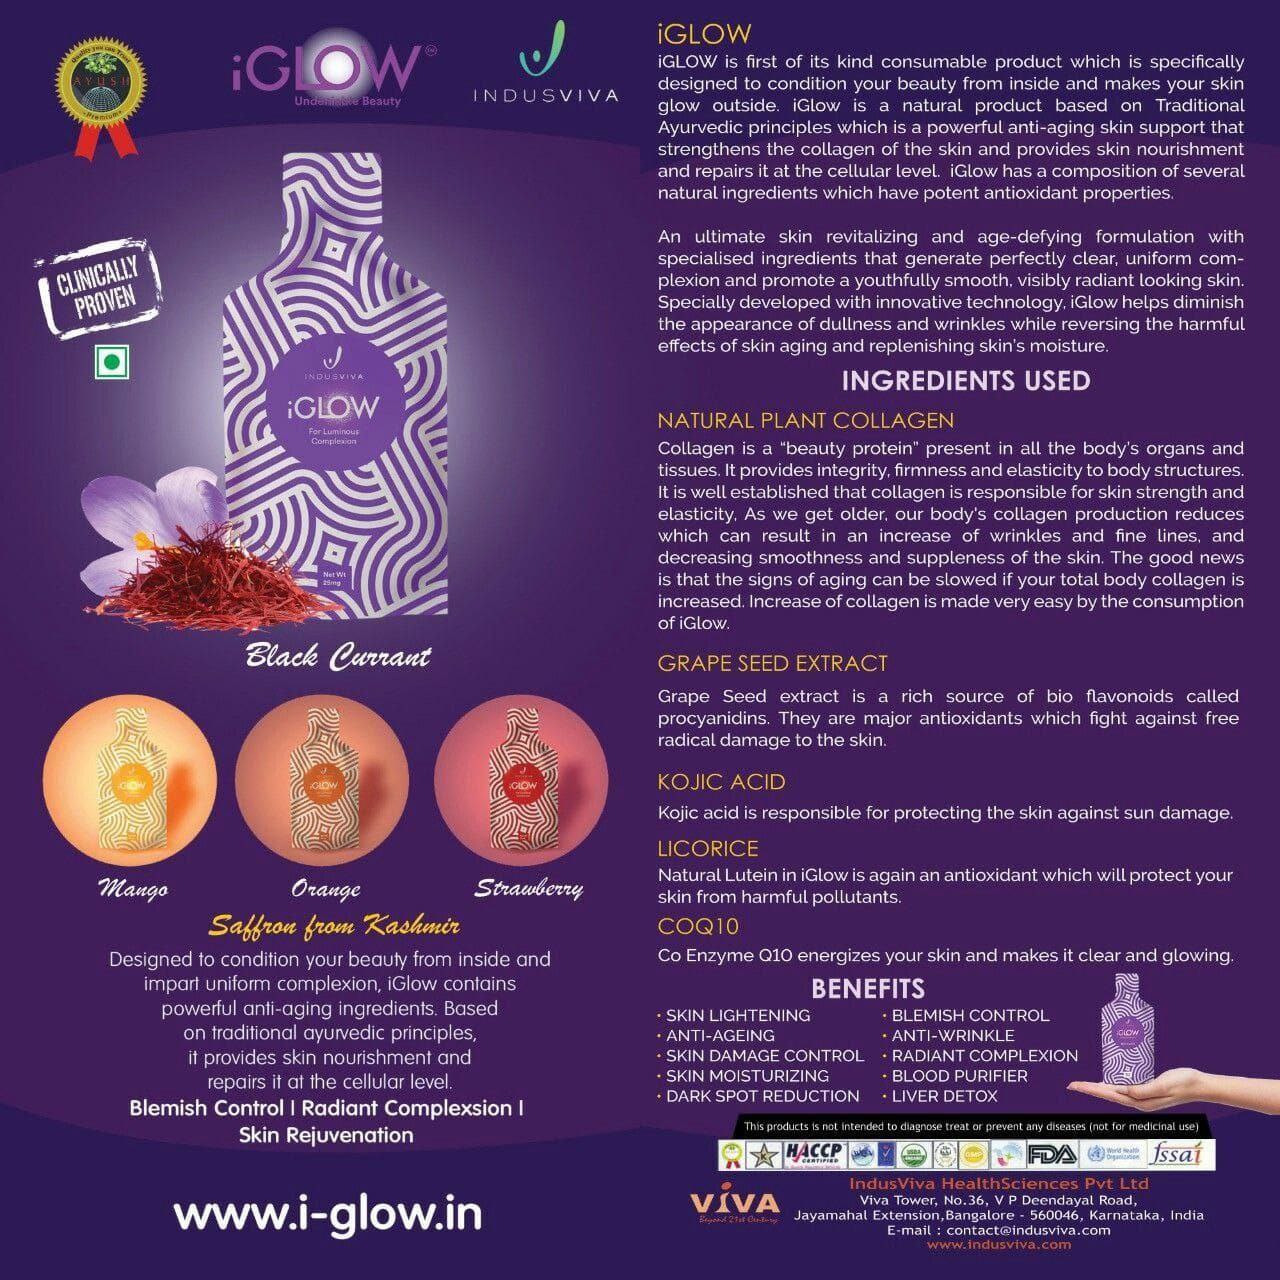 Quality you can Trust
AYUSH
Premium
iGLOW™
Undeniable Beauty
INDUSVIVA
CLINICALLY
PROVEN
INDUSVIVA
iGLOW
For Luminous
Complexion
Net Wt
25mg
Black Currant
iGLOW
iGLOW
iGLOW
Mango
Orange
Strawberry
Saffron from Kashmir
Designed to condition your beauty from inside and
impart uniform complexion, iGlow contains
powerful anti-aging ingredients. Based
on traditional ayurvedic principles,
it provides skin nourishment and
repairs it at the cellular level.
Blemish Control I Radiant Complexsion I
Skin Rejuvenation
www.i-glow.in
iGLOW
iGLOW is first of its kind consumable product which is specifically
designed to condition your beauty from inside and makes your skin
glow outside. iGlow is a natural product based on Traditional
Ayurvedic principles which is a powerful anti-aging skin support that
strengthens the collagen of the skin and provides skin nourishment
and repairs it at the cellular level. iGlow has a composition of several
natural ingredients which have potent antioxidant properties.
An ultimate skin revitalizing and age-defying formulation with
specialised ingredients that generate perfectly clear, uniform com-
plexion and promote a youthfully smooth, visibly radiant looking skin.
Specially developed with innovative technology, iGlow helps diminish
the appearance of dullness and wrinkles while reversing the harmful
effects of skin aging and replenishing skin's moisture.
INGREDIENTS USED
NATURAL PLANT COLLAGEN
Collagen is a “beauty protein” present in all the body's organs and
tissues. It provides integrity, firmness and elasticity to body structures.
It is well established that collagen is responsible for skin strength and
elasticity, As we get older, our body's collagen production reduces
which can result in an increase of wrinkles and fine lines, and
decreasing smoothness and suppleness of the skin. The good news
is that the signs of aging can be slowed if your total body collagen is
increased. Increase of collagen is made very easy by the consumption
of iGlow.
GRAPE SEED EXTRACT
Grape Seed extract is a rich source of bio flavonoids called
procyanidins. They are major antioxidants which fight against free
radical damage to the skin.
KOJIC ACID
Kojic acid is responsible for protecting the skin against sun damage.
LICORICE
Natural Lutein in iGlow is again an antioxidant which will protect your
skin from harmful pollutants.
COQ10
Co Enzyme Q10 energizes your skin and makes it clear and glowing.
BENEFITS
• SKIN LIGHTENING
• ANTI-AGEING
• SKIN DAMAGE CONTROL
• SKIN MOISTURIZING
• DARK SPOT REDUCTION
• BLEMISH CONTROL
• ANTI-WRINKLE
• RADIANT COMPLEXION
• BLOOD PURIFIER
• LIVER DETOX
iGLOW
This products is not intended to diagnose treat or prevent any diseases (not for medicinal use)
HACCP
CERTIFIED
USDA
GMP
FDA
World Health
Organization
fssai
VIVA
Beyond 21st Century
IndusViva HealthSciences Pvt Ltd
Viva Tower, No.36, V P Deendayal Road,
Jayamahal Extension,Bangalore - 560046, Karnataka, India
E-mail : contact@indusviva.com
www.indusviva.com